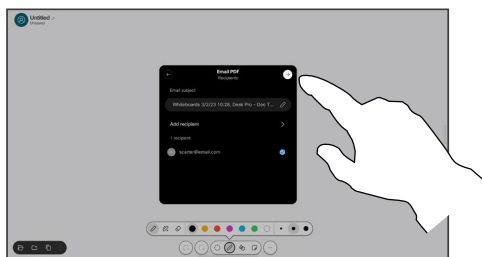 Untitled
Unsaved
Email PDF
Recipients
Email subject
Whiteboards 3/2/23 10:28, Desk Pro - Doc T...
Add recipient
1 recipient
scarter@email.com